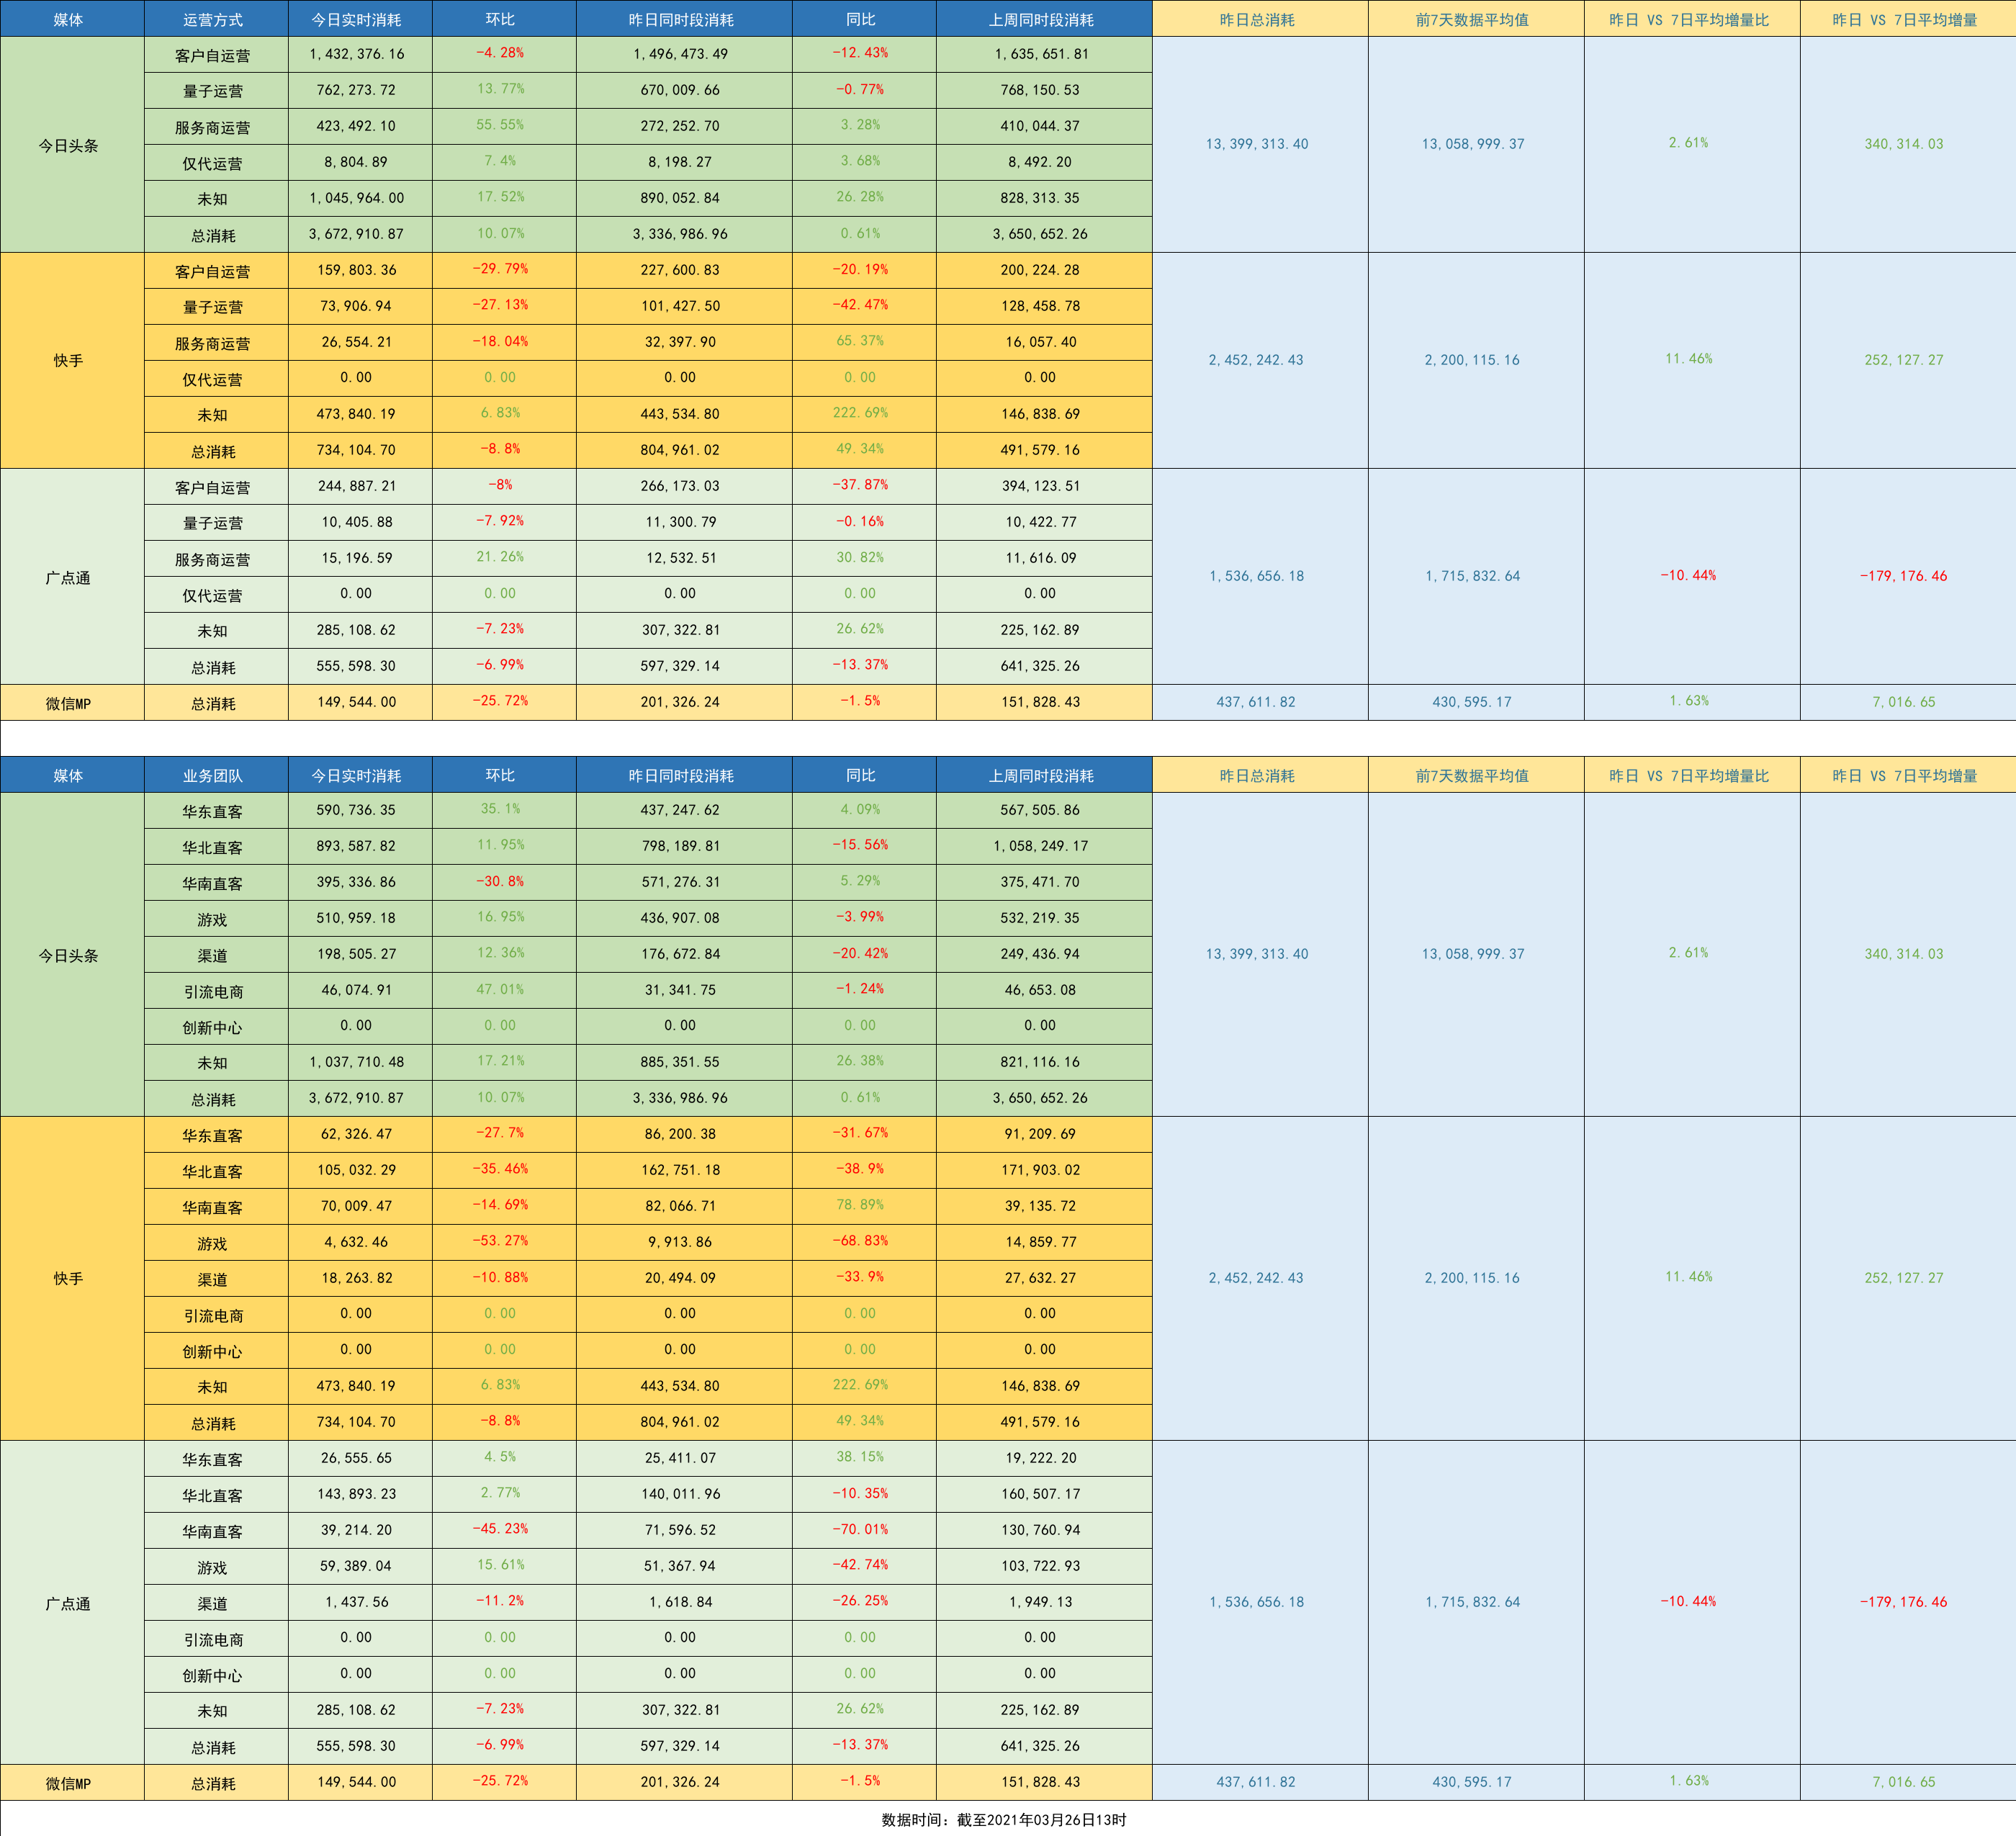 媒体 运营方式 今日实时消耗 环比 昨日同时段消耗 同比 上周同时段消耗 昨日总消耗 前7天数据平均值 昨日 VS 7日平均增量比 昨日 VS 7日平均增量
客户自运营 1,432,376.16 -4.28% 1,496,473.49 -12.43% 1,635,651.81
量子运营 762,273.72 13.77% 670,009.66 -0.77% 768,150.53
服务商运营 423,492.10 55.55% 272,252.70 3.28% 410,044.37
今日头条 13,399,313.40 13,058,999.37 2.61% 340,314.03
仅代运营 8,804.89 7.4% 8,198.27 3.68% 8,492.20
未知 1,045,964.00 17.52% 890,052.84 26.28% 828,313.35
总消耗 3,672,910.87 10.07% 3,336,986.96 0.61% 3,650,652.26
客户自运营 159,803.36 -29.79% 227,600.83 -20.19% 200,224.28
量子运营 73,906.94 -27.13% 101,427.50 -42.47% 128,458.78
服务商运营 26,554.21 -18.04% 32,397.90 65.37% 16,057.40
快手 2,452,242.43 2,200,115.16 11.46% 252,127.27
仅代运营 0.00 0.00 0.00 0.00 0.00
未知 473,840.19 6.83% 443,534.80 222.69% 146,838.69
总消耗 734,104.70 -8.8% 804,961.02 49.34% 491,579.16
客户自运营 244,887.21 -8% 266,173.03 -37.87% 394,123.51
量子运营 10,405.88 -7.92% 11,300.79 -0.16% 10,422.77
服务商运营 15,196.59 21.26% 12,532.51 30.82% 11,616.09
广点通 1,536,656.18 1,715,832.64 -10.44% -179,176.46
仅代运营 0.00 0.00 0.00 0.00 0.00
未知 285,108.62 -7.23% 307,322.81 26.62% 225,162.89
总消耗 555,598.30 -6.99% 597,329.14 -13.37% 641,325.26
微信MP 总消耗 149,544.00 -25.72% 201,326.24 -1.5% 151,828.43 437,611.82 430,595.17 1.63% 7,016.65
媒体 业务团队 今日实时消耗 环比 昨日同时段消耗 同比 上周同时段消耗 昨日总消耗 前7天数据平均值 昨日 VS 7日平均增量比 昨日 VS 7日平均增量
华东直客 590,736.35 35.1% 437,247.62 4.09% 567,505.86
华北直客 893,587.82 11.95% 798,189.81 -15.56% 1,058,249.17
华南直客 395,336.86 -30.8% 571,276.31 5.29% 375,471.70
游戏 510,959.18 16.95% 436,907.08 -3.99% 532,219.35
今日头条 渠道 198,505.27 12.36% 176,672.84 -20.42% 249,436.94 13,399,313.40 13,058,999.37 2.61% 340,314.03
引流电商 46,074.91 47.01% 31,341.75 -1.24% 46,653.08
创新中心 0.00 0.00 0.00 0.00 0.00
未知 1,037,710.48 17.21% 885,351.55 26.38% 821,116.16
总消耗 3,672,910.87 10.07% 3,336,986.96 0.61% 3,650,652.26
华东直客 62,326.47 -27.7% 86,200.38 -31.67% 91,209.69
华北直客 105,032.29 -35.46% 162,751.18 -38.9% 171,903.02
华南直客 70,009.47 -14.69% 82,066.71 78.89% 39,135.72
游戏 4,632.46 -53.27% 9,913.86 -68.83% 14,859.77
快手 渠道 18,263.82 -10.88% 20,494.09 -33.9% 27,632.27 2,452,242.43 2,200,115.16 11.46% 252,127.27
引流电商 0.00 0.00 0.00 0.00 0.00
创新中心 0.00 0.00 0.00 0.00 0.00
未知 473,840.19 6.83% 443,534.80 222.69% 146,838.69
总消耗 734,104.70 -8.8% 804,961.02 49.34% 491,579.16
华东直客 26,555.65 4.5% 25,411.07 38.15% 19,222.20
华北直客 143,893.23 2.77% 140,011.96 -10.35% 160,507.17
华南直客 39,214.20 -45.23% 71,596.52 -70.01% 130,760.94
游戏 59,389.04 15.61% 51,367.94 -42.74% 103,722.93
广点通 渠道 1,437.56 -11.2% 1,618.84 -26.25% 1,949.13 1,536,656.18 1,715,832.64 -10.44% -179,176.46
引流电商 0.00 0.00 0.00 0.00 0.00
创新中心 0.00 0.00 0.00 0.00 0.00
未知 285,108.62 -7.23% 307,322.81 26.62% 225,162.89
总消耗 555,598.30 -6.99% 597,329.14 -13.37% 641,325.26
微信MP 总消耗 149,544.00 -25.72% 201,326.24 -1.5% 151,828.43 437,611.82 430,595.17 1.63% 7,016.65
数据时间：截至2021年03月26日13时